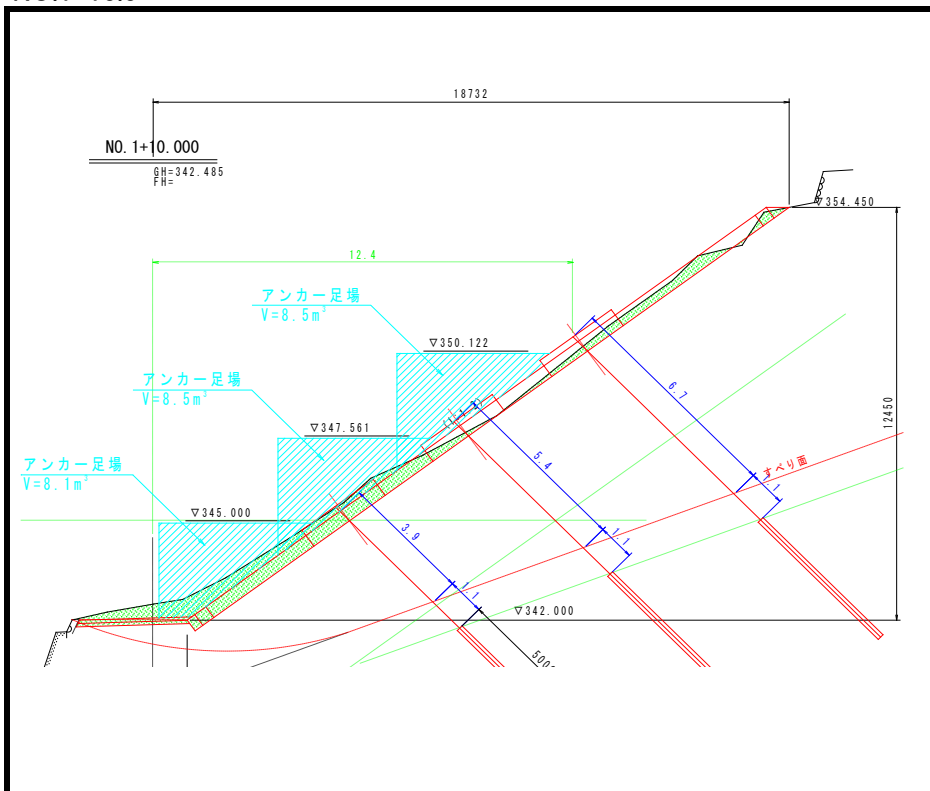 18732
NO. 1+10.000
GH=342.485
FH=
▽354.450
12.4
アンカー足場
V=8.5m³
▽350.122
アンカー足場
V=8.5m³
6.7
12450
▽347.561
5.4
すべり面
アンカー足場
V=8.1m³
1.1
▽345.000
3.9
1.1
1.1
▽342.000